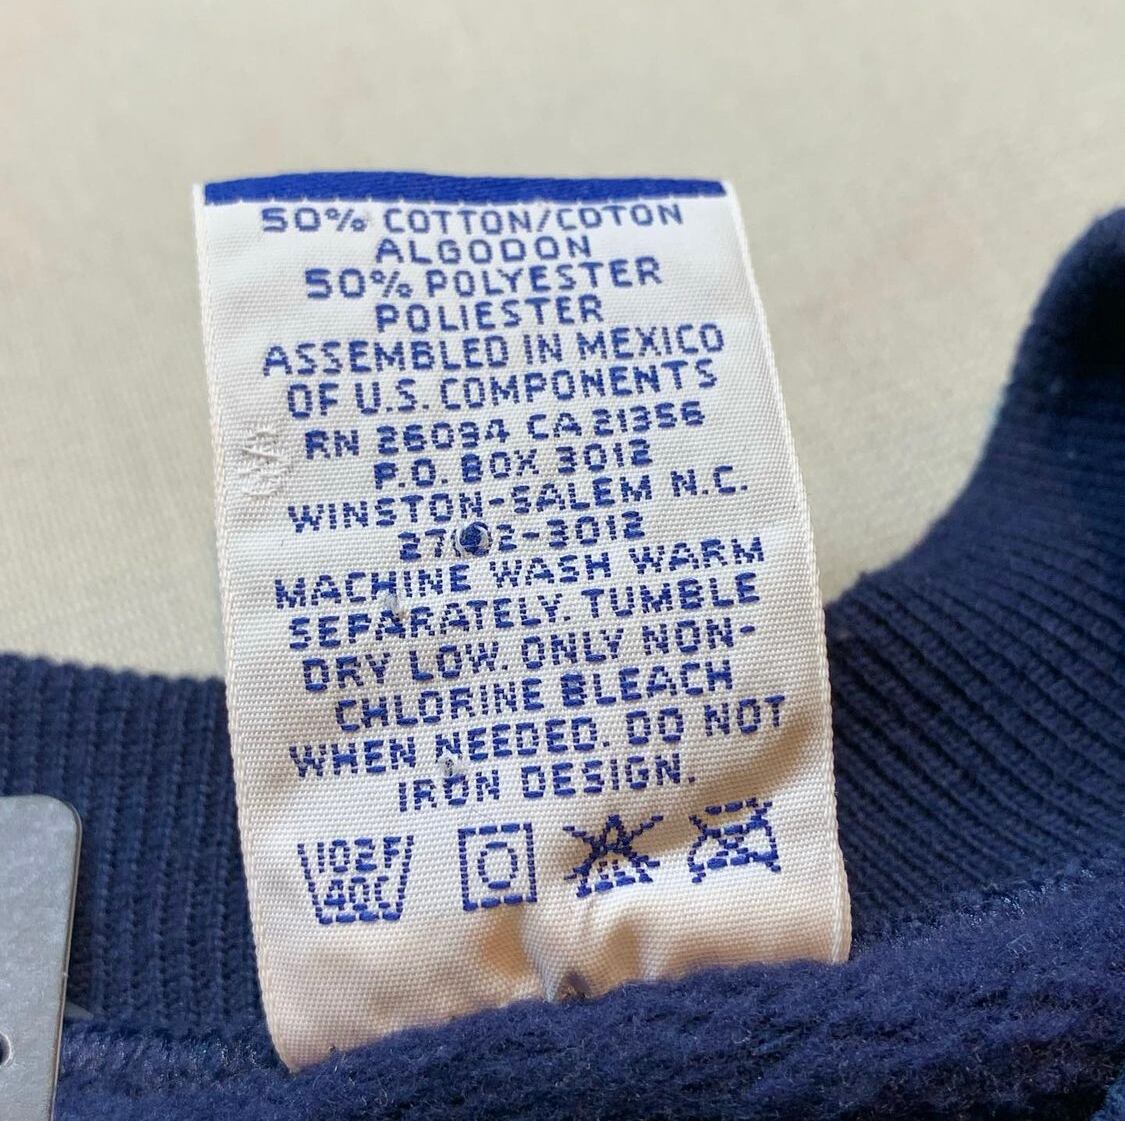 50% COTTON/COTON
ALGODON
50% POLYESTER
POLIESTER
ASSEMBLED IN MEXICO
OF U.S. COMPONENTS
RN 26094 CA 21356
P.O. BOX 3012
WINSTON-SALEM N.C.
MACHINE WASH WARM
SEPARATELY. TUMBLE
DRY LOW. ONLY NON-
CHLORINE BLEACH
WHEN NEEDED. DO NOT
IRON DESIGN.
102F
40C